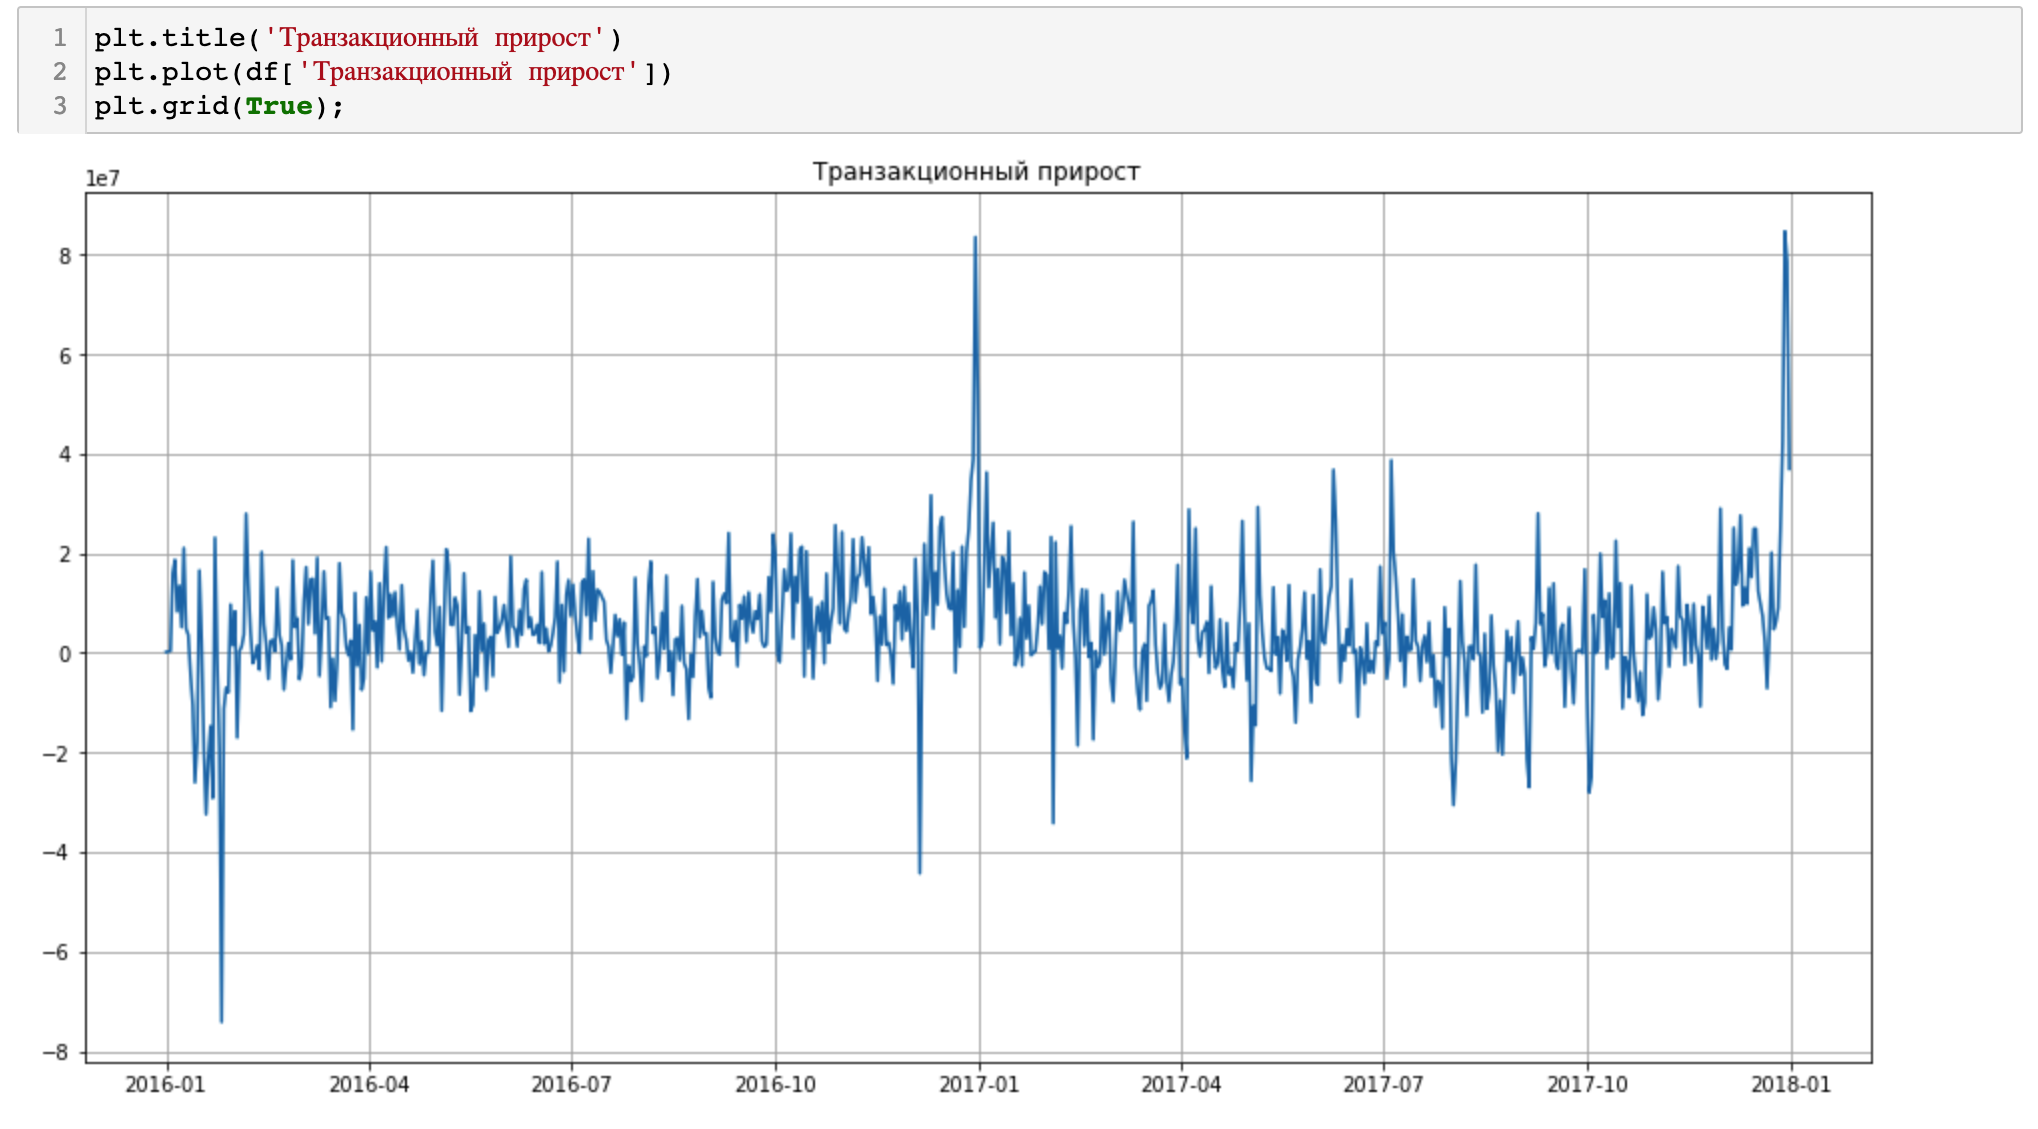 1 plt.title('Транзакционный прирост')
2 plt.plot(df['Транзакционный прирост'])
3 plt.grid(True);
Транзакционный прирост
1e7
8
6
4
2
0
−2
−4
−6
−8
2016-01 2016-04 2016-07 2016-10 2017-01 2017-04 2017-07 2017-10 2018-01